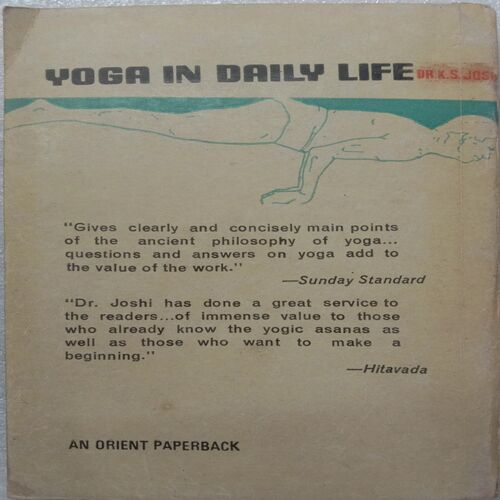 YOGA IN DAILY LIFE DR.K.S. JOSH
"Gives clearly and concisely main points
of the ancient philosophy of yoga...
questions and answers on yoga add to
the value of the work."
—Sunday Standard
"Dr. Joshi has done a great service to
the readers...of immense value to those
who already know the yogic asanas as
well as those who want to make a
beginning."
—Hitavada
AN ORIENT PAPERBACK